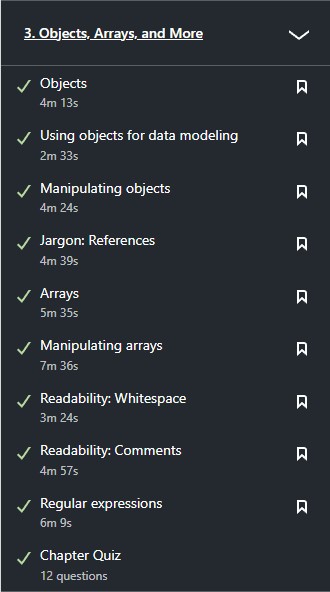 3. Objects, Arrays, and More
Objects
4m 13s
Using objects for data modeling
2m 33s
Manipulating objects
4m 24s
Jargon: References
4m 39s
Arrays
5m 35s
Manipulating arrays
7m 36s
Readability: Whitespace
3m 24s
Readability: Comments
4m 57s
Regular expressions
6m 9s
Chapter Quiz
12 questions